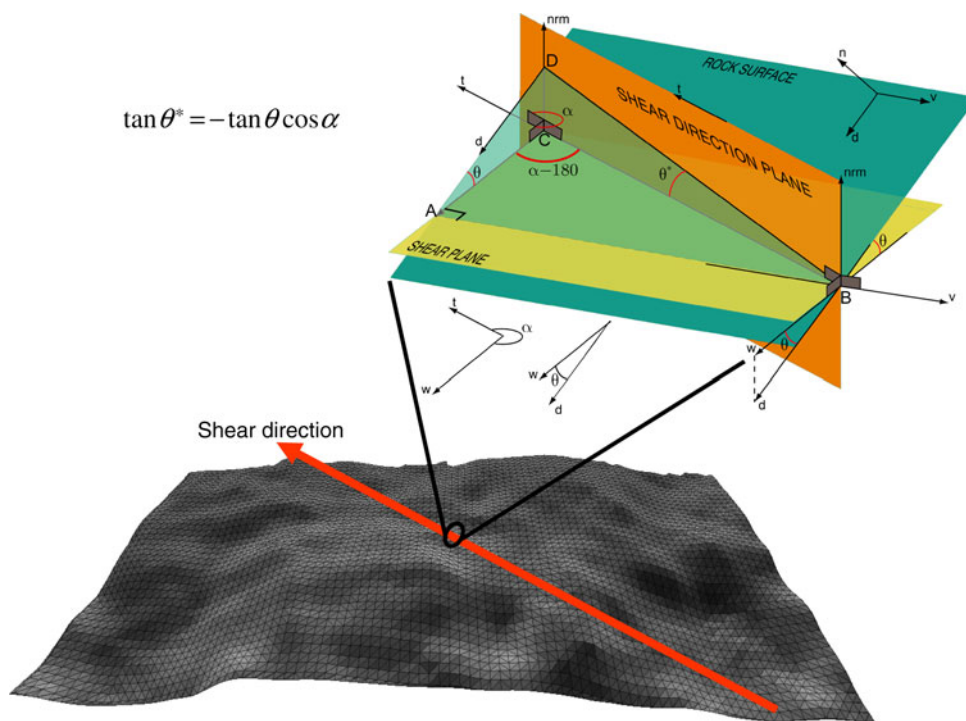 nrm
n
D
ROCK SURFACE
t
t
v
α
SHEAR DIRECTION PLANE
C
d
d
tan θ* = −tan θ cos α
θ
α−180
θ*
nrm
A
θ
SHEAR PLANE
B
v
t
α
w
θ
w
w
θ
d
d
Shear direction